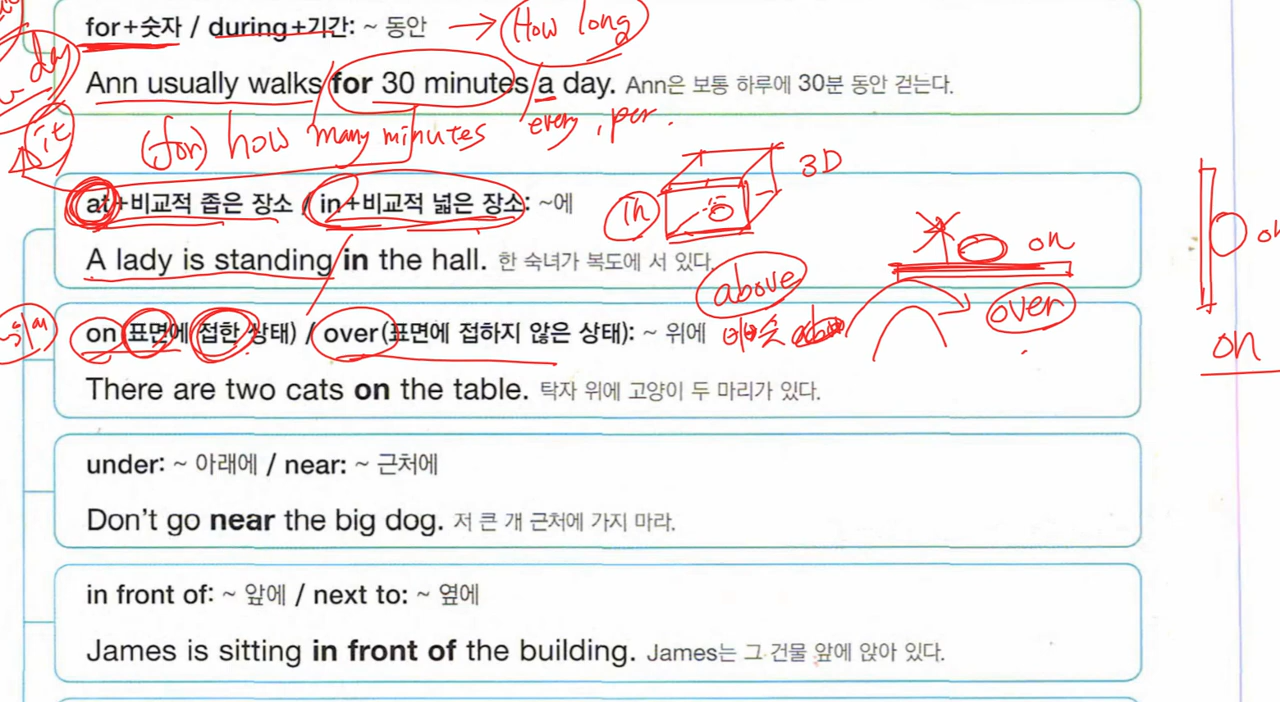 for+숫자 / during+기간: ~ 동안 → How long
day
Ann usually walks for 30 minutes a day. Ann은 보통 하루에 30분 동안 걷는다.
it
(for) how many minutes every, per.
at+비교적 좁은 장소 / in+비교적 넓은 장소: ~에
in 3D
A lady is standing in the hall. 한 숙녀가 복도에 서 있다.
on on
above over
on(표면에 접한 상태) / over(표면에 접하지 않은 상태): ~ 위에
on
There are two cats on the table. 탁자 위에 고양이 두 마리가 있다.
under: ~ 아래에 / near: ~ 근처에
Don't go near the big dog. 저 큰 개 근처에 가지 마라.
in front of: ~ 앞에 / next to: ~ 옆에
James is sitting in front of the building. James는 그 건물 앞에 앉아 있다.